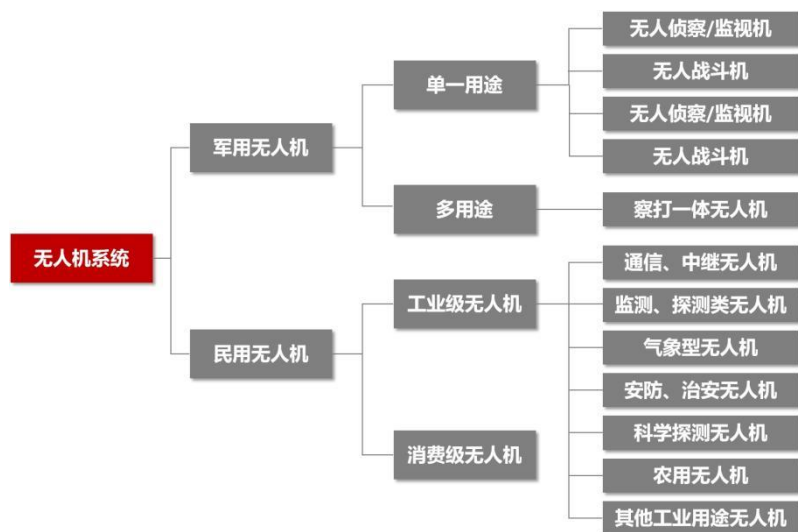 无人机系统
军用无人机
单一用途
无人侦察/监视机
无人战斗机
无人侦察/监视机
无人战斗机
多用途
察打一体无人机
民用无人机
工业级无人机
通信、中继无人机
监测、探测类无人机
气象型无人机
安防、治安无人机
科学探测无人机
农用无人机
其他工业用途无人机
消费级无人机